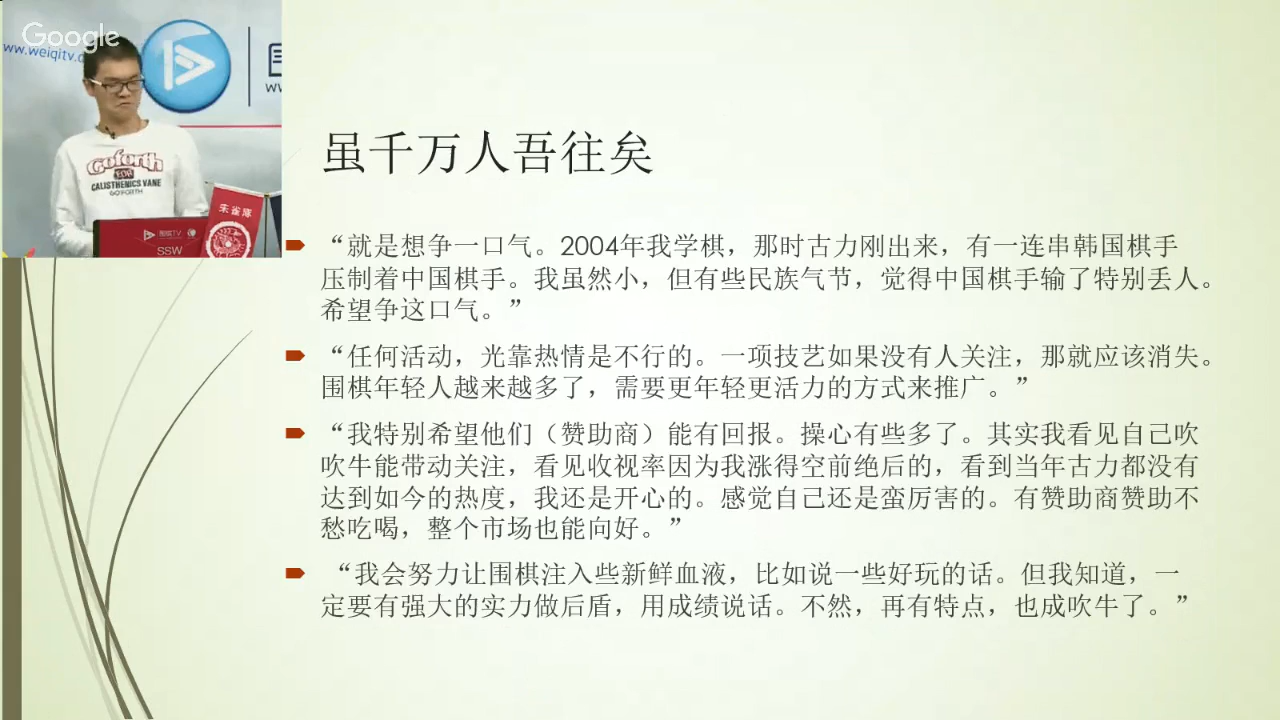 Google
www.weiqitv.c
ww
Goforth
FOR
CALISTHENICS VANE
GO FORTH
朱雀队
围棋TV
SSW
虽千万人吾往矣
“就是想争一口气。2004年我学棋，那时古力刚出来，有一连串韩国棋手
压制着中国棋手。我虽然小，但有些民族气节，觉得中国棋手输了特别丢人。
希望争这口气。”
“任何活动，光靠热情是不行的。一项技艺如果没有人关注，那就应该消失。
围棋年轻人越来越多了，需要更年轻更活力的方式来推广。”
“我特别希望他们（赞助商）能有回报。操心有些多了。其实我看见自己吹
吹牛能带动关注，看见收视率因为我涨得空前绝后的，看到当年古力都没有
达到如今的热度，我还是开心的。感觉自己还是蛮厉害的。有赞助商赞助不
愁吃喝，整个市场也能向好。”
“我会努力让围棋注入些新鲜血液，比如说一些好玩的话。但我知道，一
定要有强大的实力做后盾，用成绩说话。不然，再有特点，也成吹牛了。”